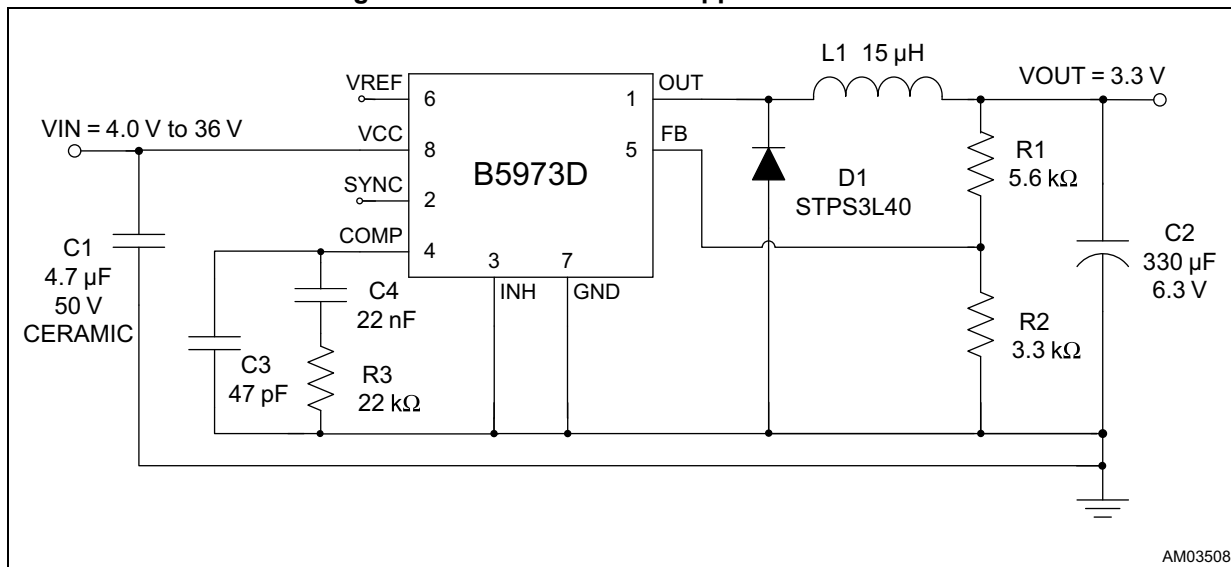 L1 15 µH
VREF
6
OUT
1
VOUT = 3.3 V
VIN = 4.0 V to 36 V
VCC
8
FB
5
B5973D
SYNC
2
COMP
4
3
INH
7
GND
D1
STPS3L40
R1
5.6 kΩ
C1
4.7 µF
50 V
CERAMIC
C4
22 nF
C3
47 pF
R3
22 kΩ
R2
3.3 kΩ
C2
330 µF
6.3 V
AM03508